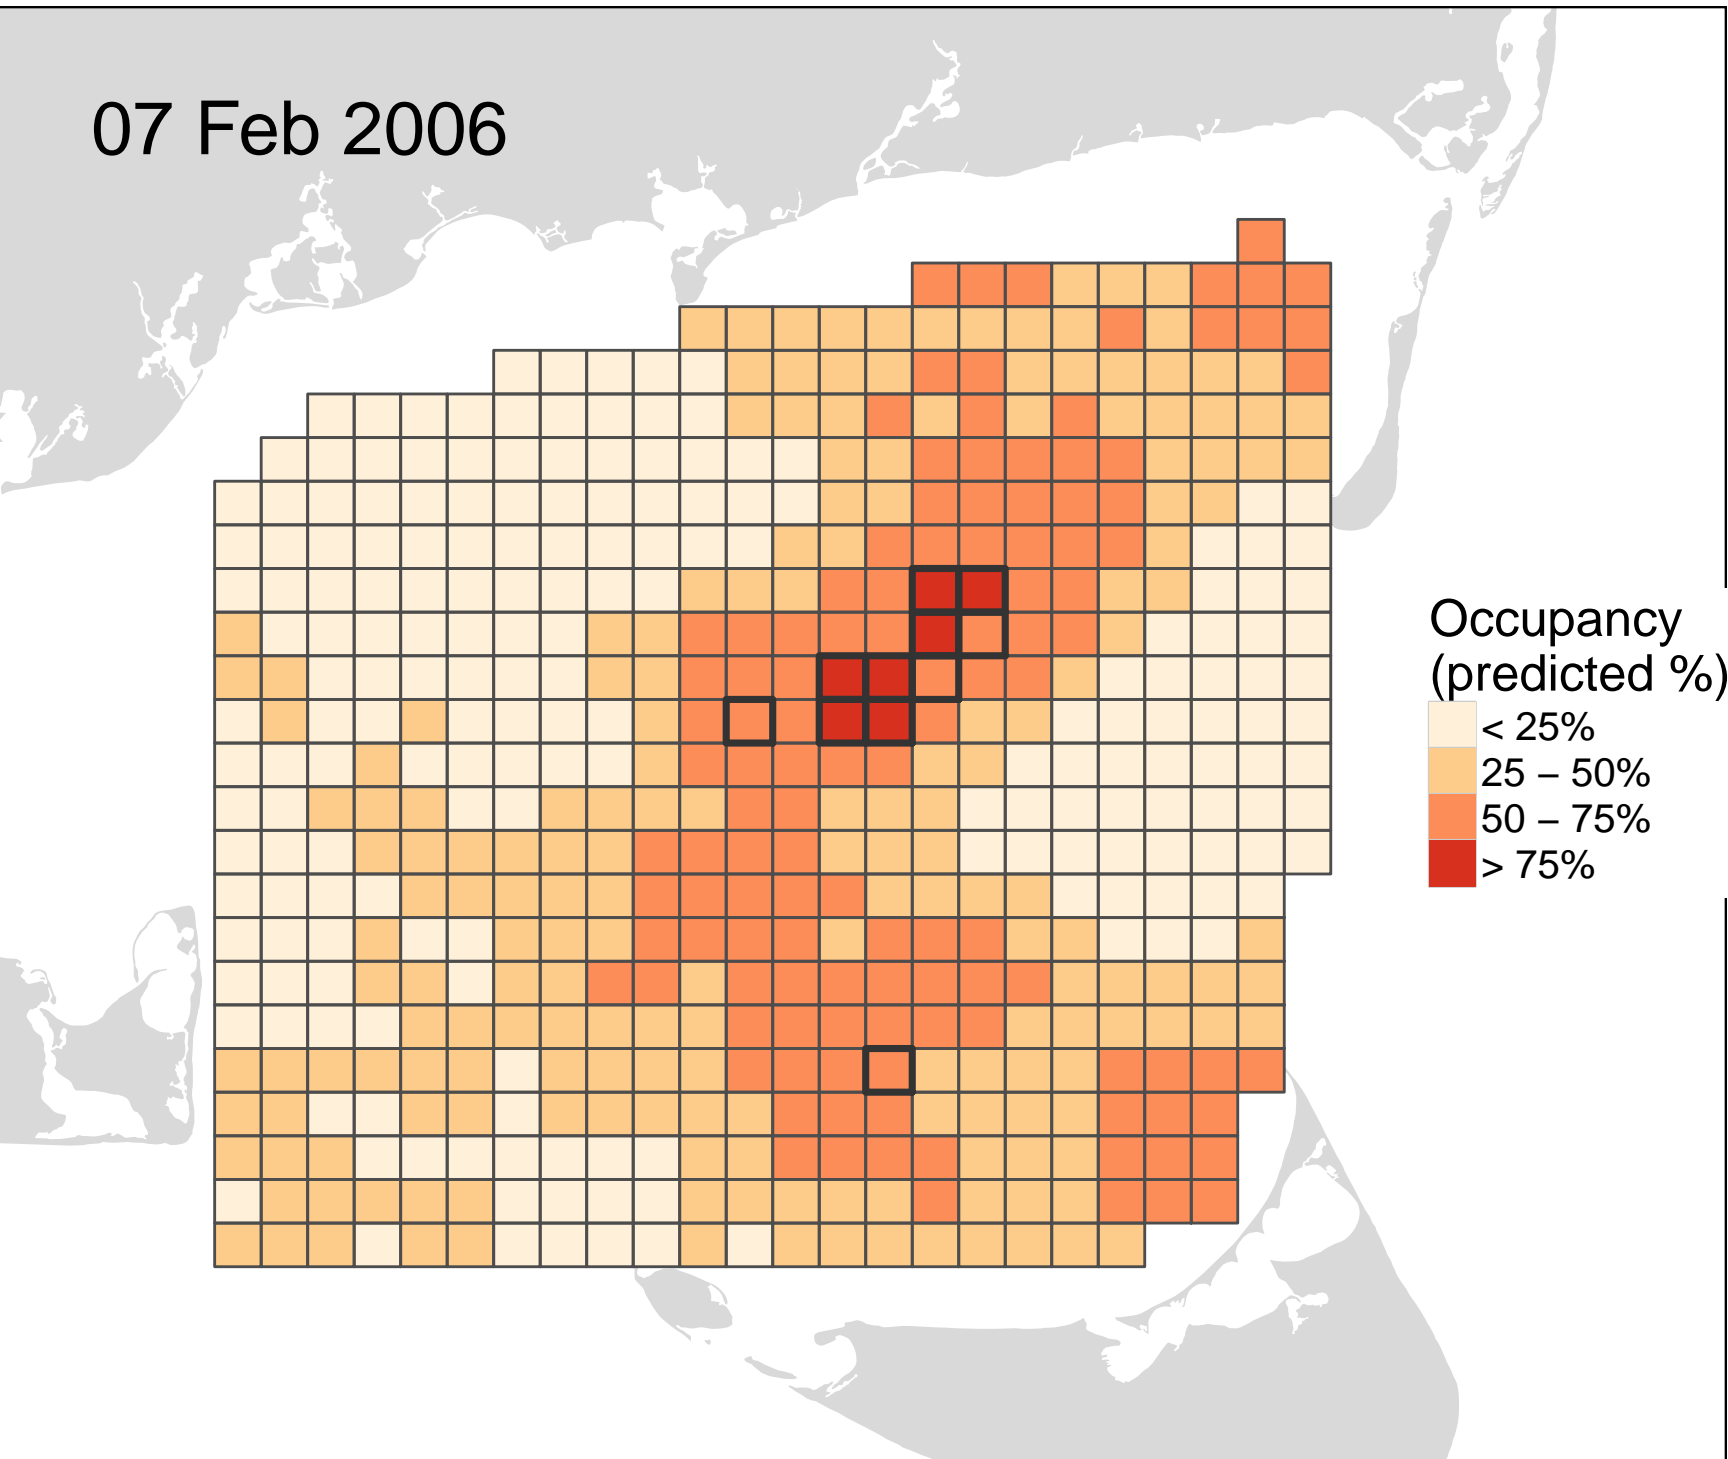 07 Feb 2006
Occupancy
(predicted %)
< 25%
25 – 50%
50 – 75%
> 75%